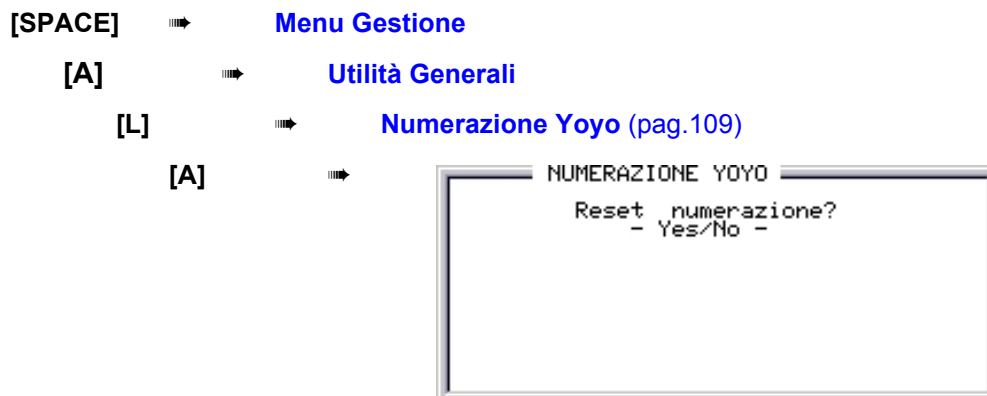 [SPACE] ➠ Menu Gestione
[A] ➠ Utilità Generali
[L] ➠ Numerazione Yoyo (pag.109)
[A] ➠
NUMERAZIONE YOYO
Reset numerazione?
- Yes/No -